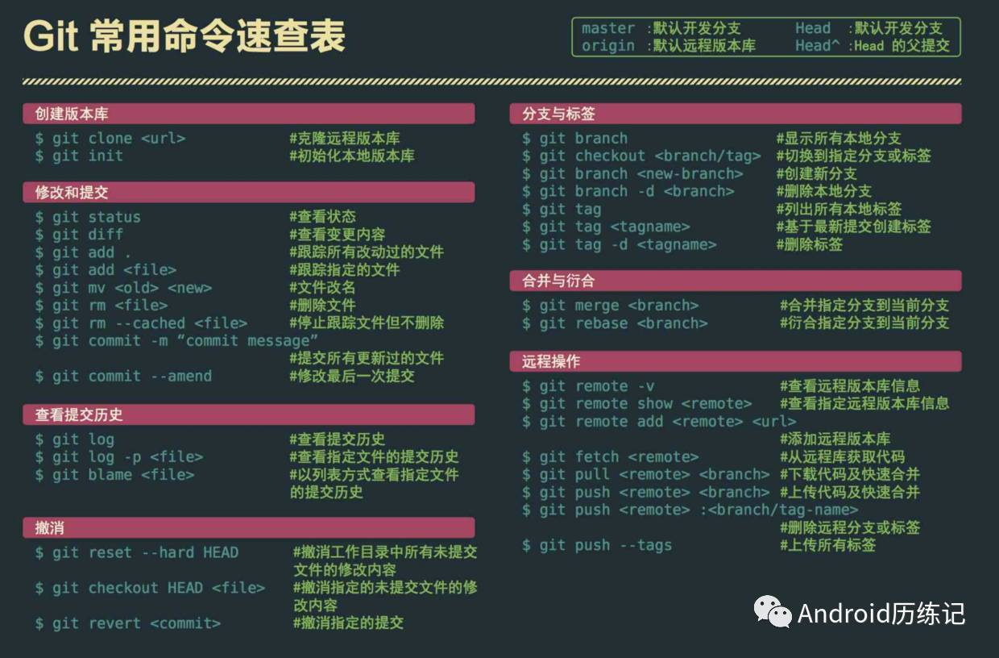 Git 常用命令速查表
master :默认开发分支 Head :默认开发分支
origin :默认远程版本库 Head^ :Head 的父提交
创建版本库
$ git clone <url> #克隆远程版本库
$ git init #初始化本地版本库
修改和提交
$ git status #查看状态
$ git diff #查看变更内容
$ git add . #跟踪所有改动过的文件
$ git add <file> #跟踪指定的文件
$ git mv <old> <new> #文件改名
$ git rm <file> #删除文件
$ git rm --cached <file> #停止跟踪文件但不删除
$ git commit -m “commit message”
#提交所有更新过的文件
$ git commit --amend #修改最后一次提交
查看提交历史
$ git log #查看提交历史
$ git log -p <file> #查看指定文件的提交历史
$ git blame <file> #以列表方式查看指定文件
的提交历史
撤消
$ git reset --hard HEAD #撤消工作目录中所有未提交
文件的修改内容
$ git checkout HEAD <file> #撤消指定的未提交文件的修
改内容
$ git revert <commit> #撤消指定的提交
分支与标签
$ git branch #显示所有本地分支
$ git checkout <branch/tag> #切换到指定分支或标签
$ git branch <new-branch> #创建新分支
$ git branch -d <branch> #删除本地分支
$ git tag #列出所有本地标签
$ git tag <tagname> #基于最新提交创建标签
$ git tag -d <tagname> #删除标签
合并与衍合
$ git merge <branch> #合并指定分支到当前分支
$ git rebase <branch> #衍合指定分支到当前分支
远程操作
$ git remote -v #查看远程版本库信息
$ git remote show <remote> #查看指定远程版本库信息
$ git remote add <remote> <url>
#添加远程版本库
$ git fetch <remote> #从远程库获取代码
$ git pull <remote> <branch> #下载代码及快速合并
$ git push <remote> <branch> #上传代码及快速合并
$ git push <remote> :<branch/tag-name>
#删除远程分支或标签
$ git push --tags #上传所有标签
Android历练记